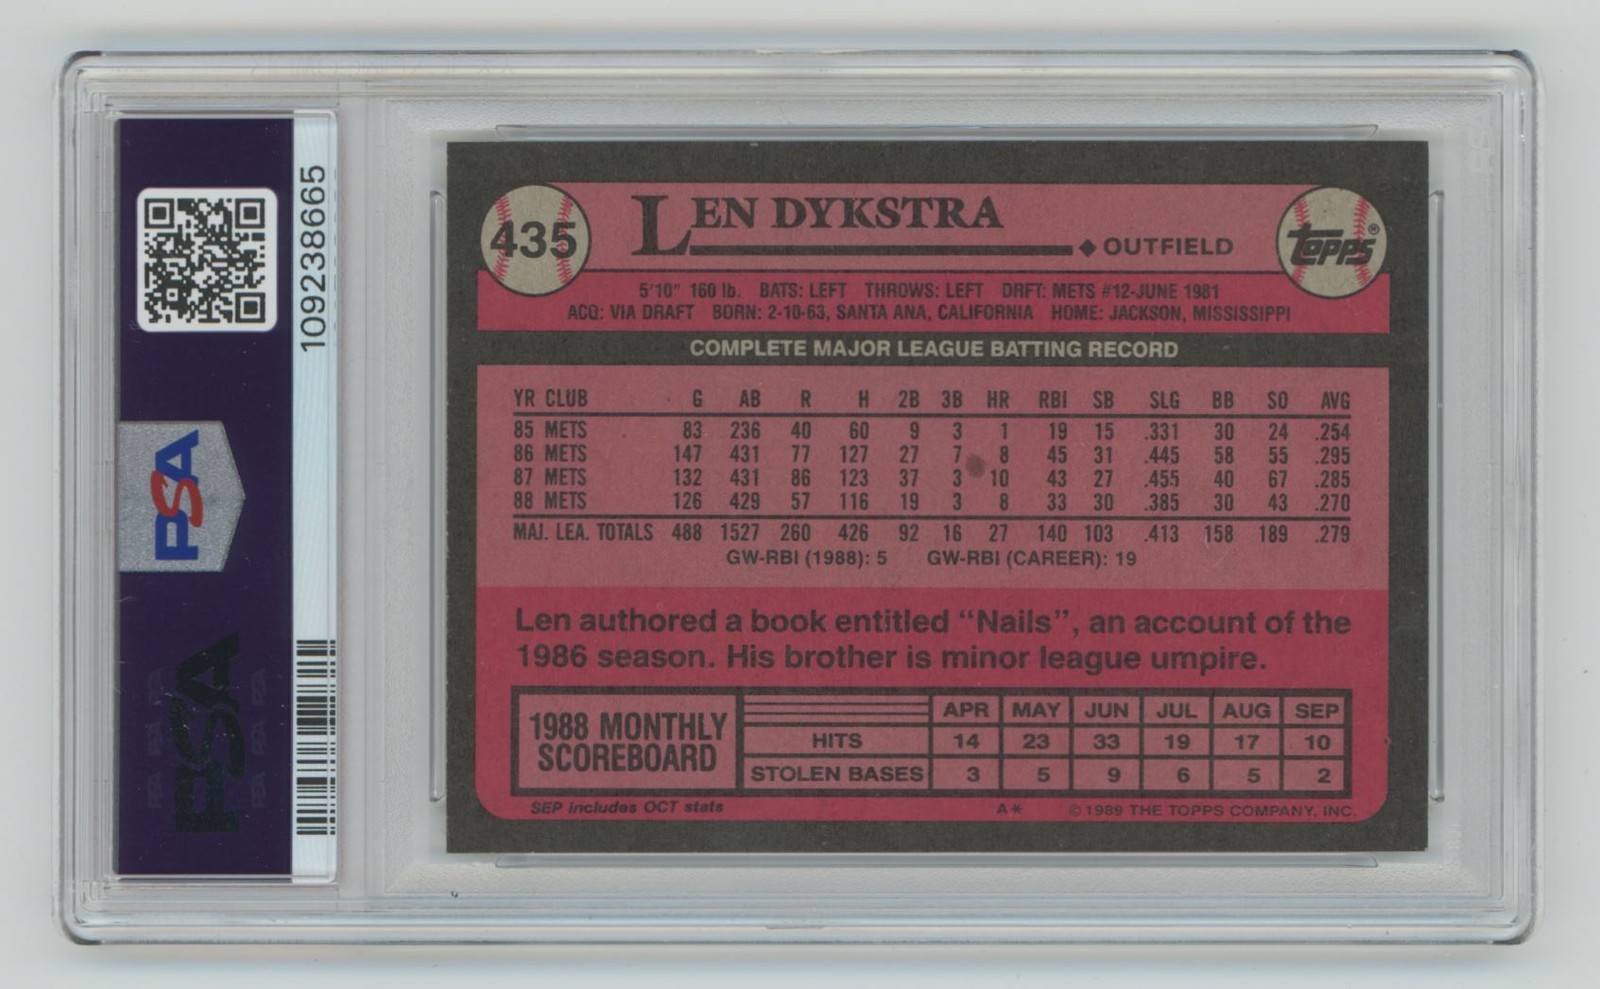 109238665
PSA
PSA
435
LEN DYKSTRA
◆ OUTFIELD
topps®
5'10" 160 lb. BATS: LEFT THROWS: LEFT DRFT: METS #12-JUNE 1981
ACQ: VIA DRAFT BORN: 2-10-63, SANTA ANA, CALIFORNIA HOME: JACKSON, MISSISSIPPI
COMPLETE MAJOR LEAGUE BATTING RECORD
YR CLUB G AB R H 2B 3B HR RBI SB SLG BB SO AVG
85 METS 83 236 40 60 9 3 1 19 15 .331 30 24 .254
86 METS 147 431 77 127 27 7 8 45 31 .445 58 55 .295
87 METS 132 431 86 123 37 3 10 43 27 .455 40 67 .285
88 METS 126 429 57 116 19 3 8 33 30 .385 30 43 .270
MAJ. LEA. TOTALS 488 1527 260 426 92 16 27 140 103 .413 158 189 .279
GW-RBI (1988): 5 GW-RBI (CAREER): 19
Len authored a book entitled "Nails", an account of the
1986 season. His brother is minor league umpire.
1988 MONTHLY
SCOREBOARD
APR MAY JUN JUL AUG SEP
HITS 14 23 33 19 17 10
STOLEN BASES 3 5 9 6 5 2
SEP includes OCT stats A* © 1989 THE TOPPS COMPANY, INC.